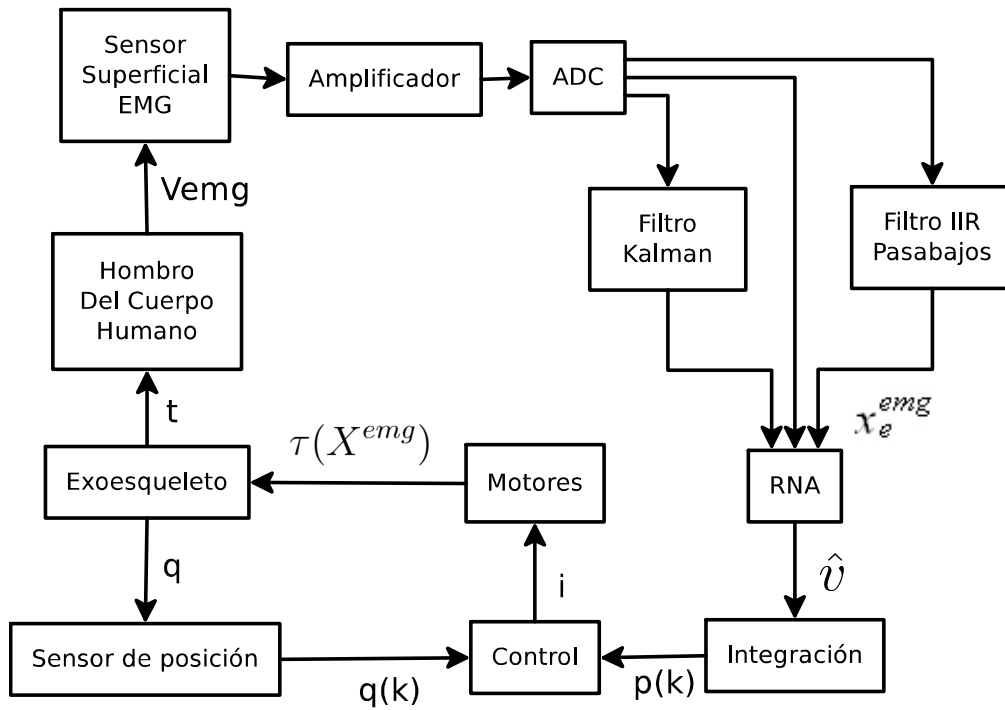 Sensor
Superficial
EMG
Amplificador
ADC
Vemg
Filtro
Kalman
Filtro IIR
Pasabajos
Hombro
Del Cuerpo
Humano
t
τ(X^{emg})
x_e^{emg}
Exoesqueleto
Motores
RNA
q
i
v̂
Sensor de posición
Control
Integración
q(k)
p(k)